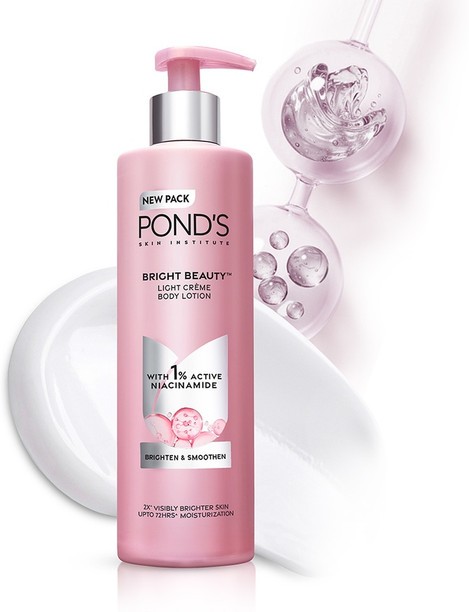 NEW PACK
POND'S
SKIN INSTITUTE
BRIGHT BEAUTY™
LIGHT CRÈME
BODY LOTION
WITH 1% ACTIVE
NIACINAMIDE
BRIGHTEN & SMOOTHEN
2X* VISIBLY BRIGHTER SKIN
UPTO 72HRS^ MOISTURIZATION